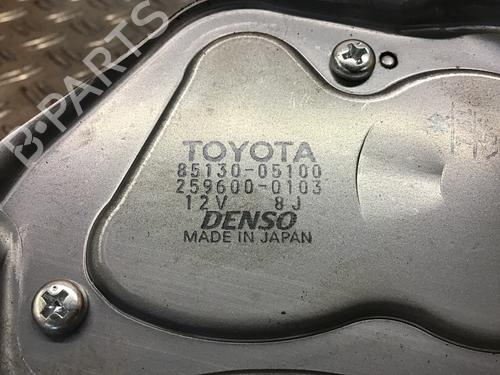 B-PARTS
TOYOTA
85130-05100
259600-0103
12V 8J
DENSO
MADE IN JAPAN